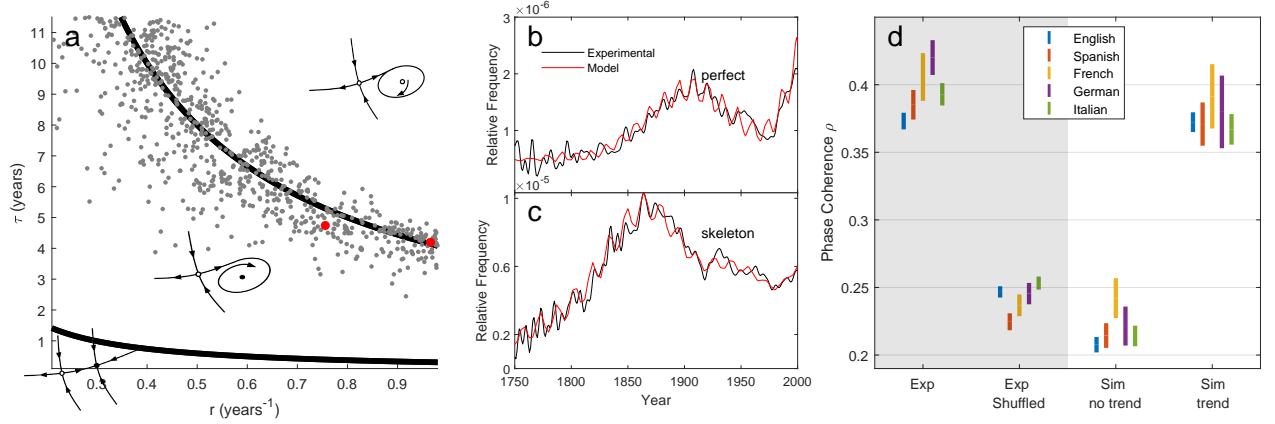 a
11
10
9
8
7
6
5
4
3
2
1
τ (years)
0.3
0.4
0.5
0.6
0.7
0.8
0.9
r (years⁻¹)
×10⁻⁶
b
Experimental
Model
perfect
3
2
1
0
Relative Frequency
×10⁻⁵
c
skeleton
1
0.6
0.2
Relative Frequency
1750
1800
1850
1900
1950
2000
Year
d
English
Spanish
French
German
Italian
0.4
0.35
0.3
0.25
0.2
Phase Coherence ρ
Exp
Exp
Shuffled
Sim
no trend
Sim
trend